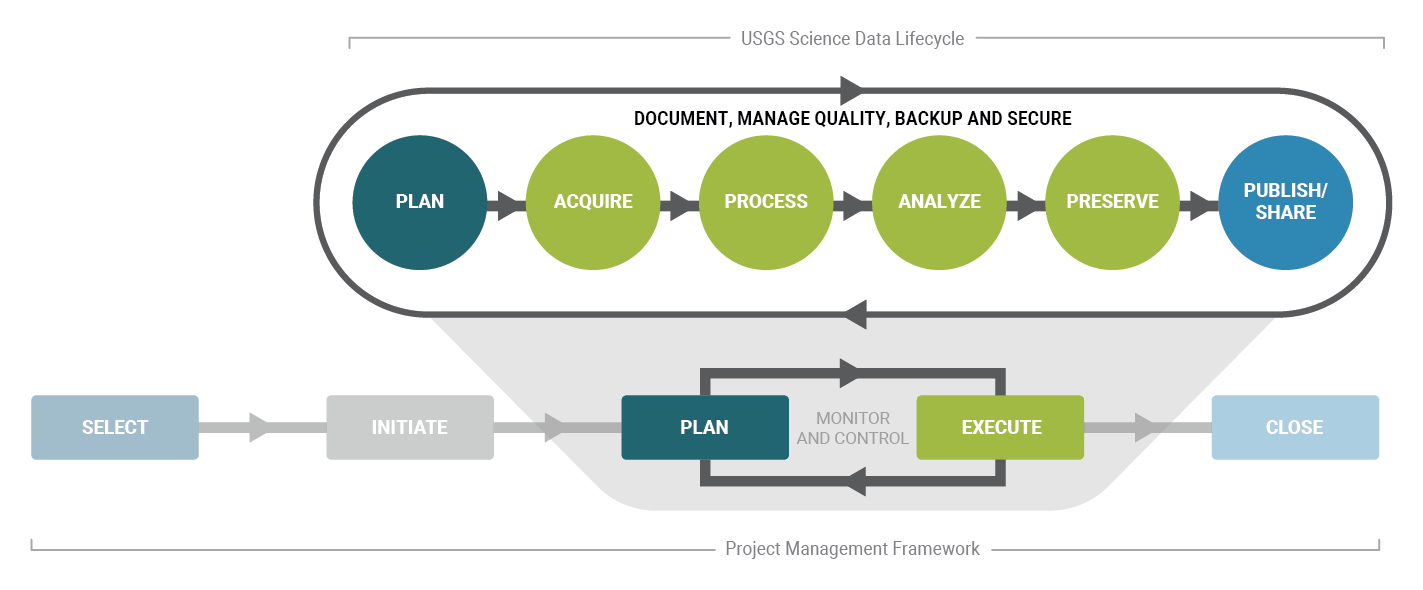 USGS Science Data Lifecycle
DOCUMENT, MANAGE QUALITY, BACKUP AND SECURE
PLAN
ACQUIRE
PROCESS
ANALYZE
PRESERVE
PUBLISH/
SHARE
SELECT
INITIATE
PLAN
MONITOR
AND CONTROL
EXECUTE
CLOSE
Project Management Framework